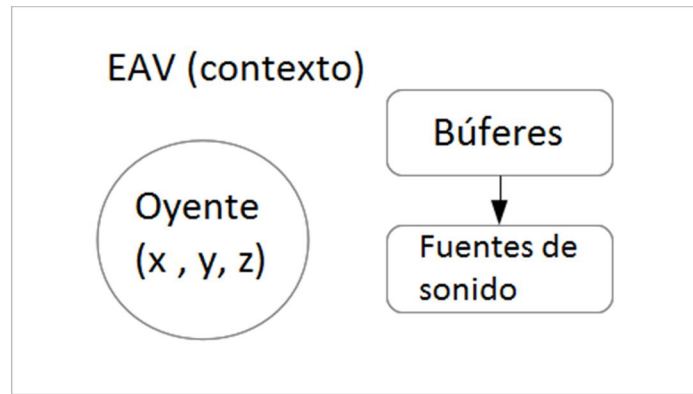 EAV (contexto)
Búferes
Oyente
(x , y, z)
Fuentes de
sonido